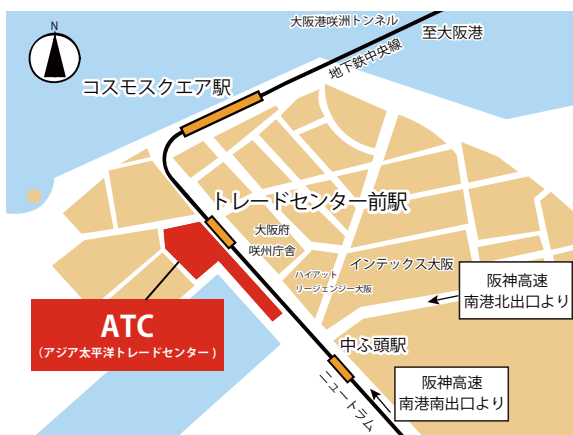 大阪港咲洲トンネル
至大阪港
地下鉄中央線
N
コスモスクエア駅
トレードセンター前駅
大阪府
咲州庁舎
ハイアット
リージェンジー大阪
インテックス大阪
阪神高速
南港北出口より
ATC
（アジア太平洋トレードセンター）
中ふ頭駅
ニュートラム
阪神高速
南港南出口より